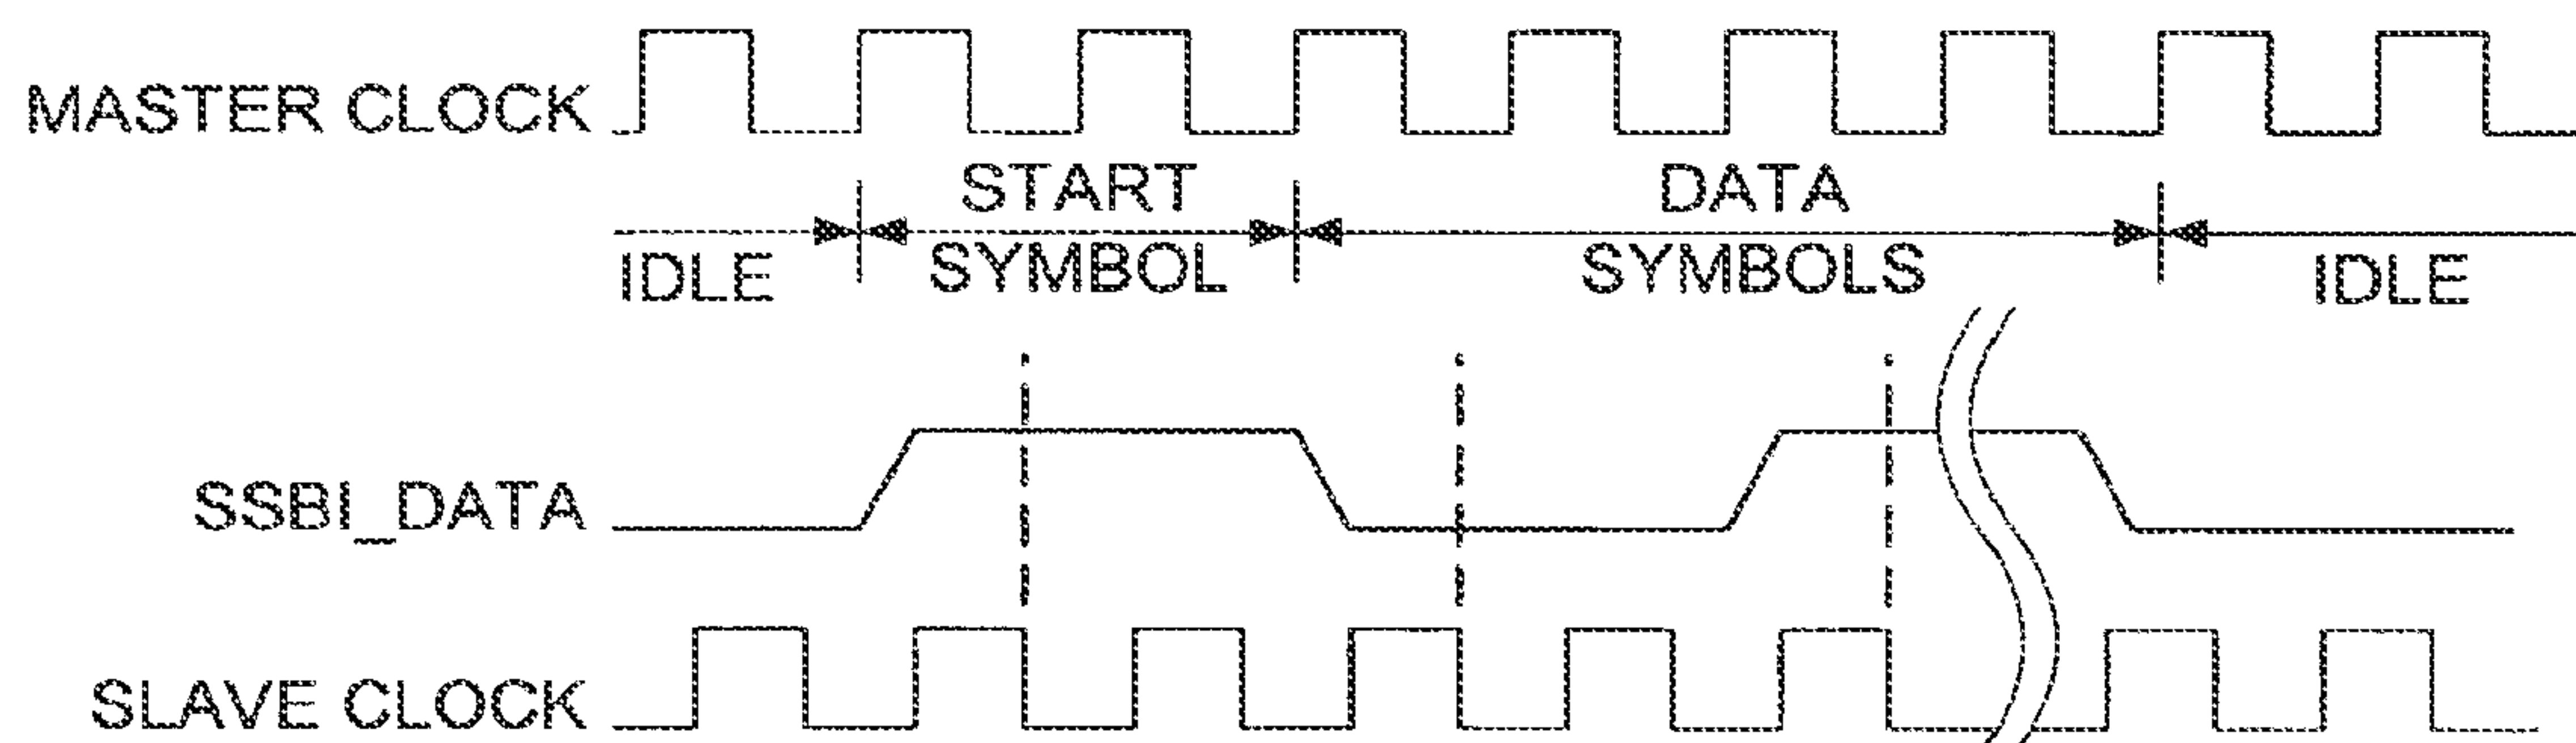 MASTER CLOCK
START
SYMBOL
DATA
SYMBOLS
IDLE
IDLE
SSBI_DATA
SLAVE CLOCK